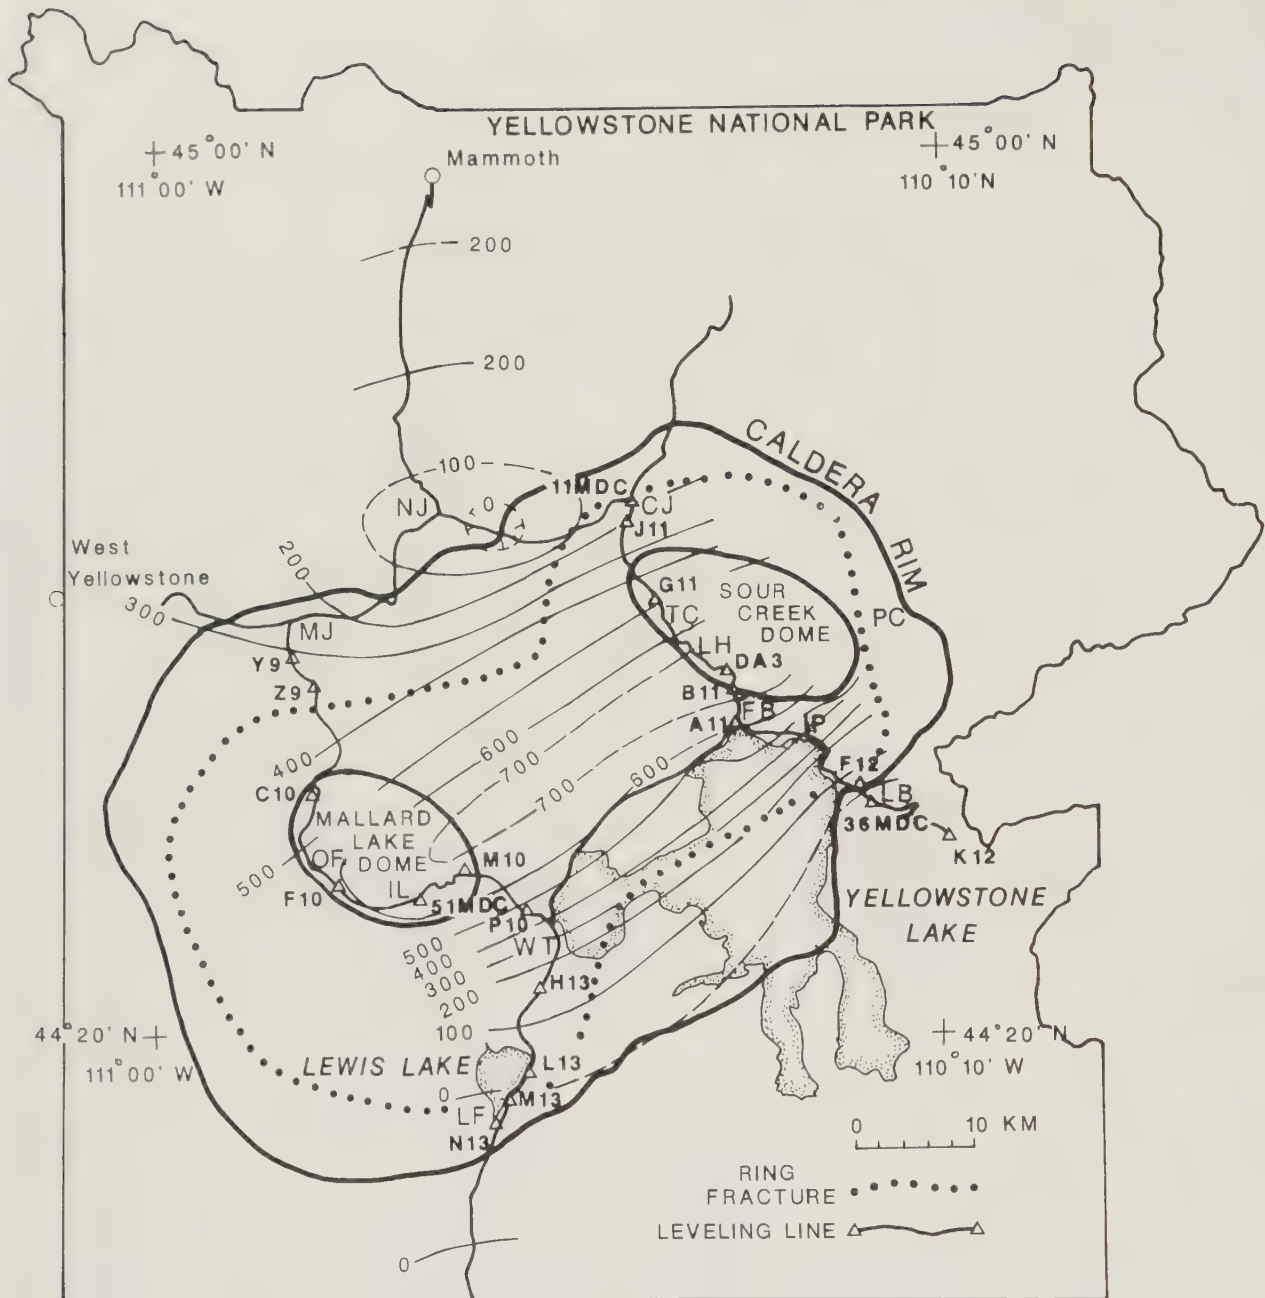 YELLOWSTONE NATIONAL PARK
45°00' N
111°00' W
Mammoth
45°00' N
110°10'N
200
200
CALDERA
RIM
100
11MDC
0
CJ
NJ
J11
West
Yellowstone
200
300
MJ
G11
SOUR
CREEK
DOME
TC
PC
LH
DA3
Y9
Z9
B11
FB
A11
IP
600
700
700
600
400
F12
LB
36MDC
K12
C10
MALLARD
LAKE
DOME
OF
IL
M10
500
F10
51MDC
P10
WT
YELLOWSTONE
LAKE
500
400
300
200
H13
100
44°20' N
111°00' W
44°20' N
110°10' W
LEWIS LAKE
L13
0
M13
LF
N13
0 10 KM
RING
FRACTURE
LEVELING LINE
0